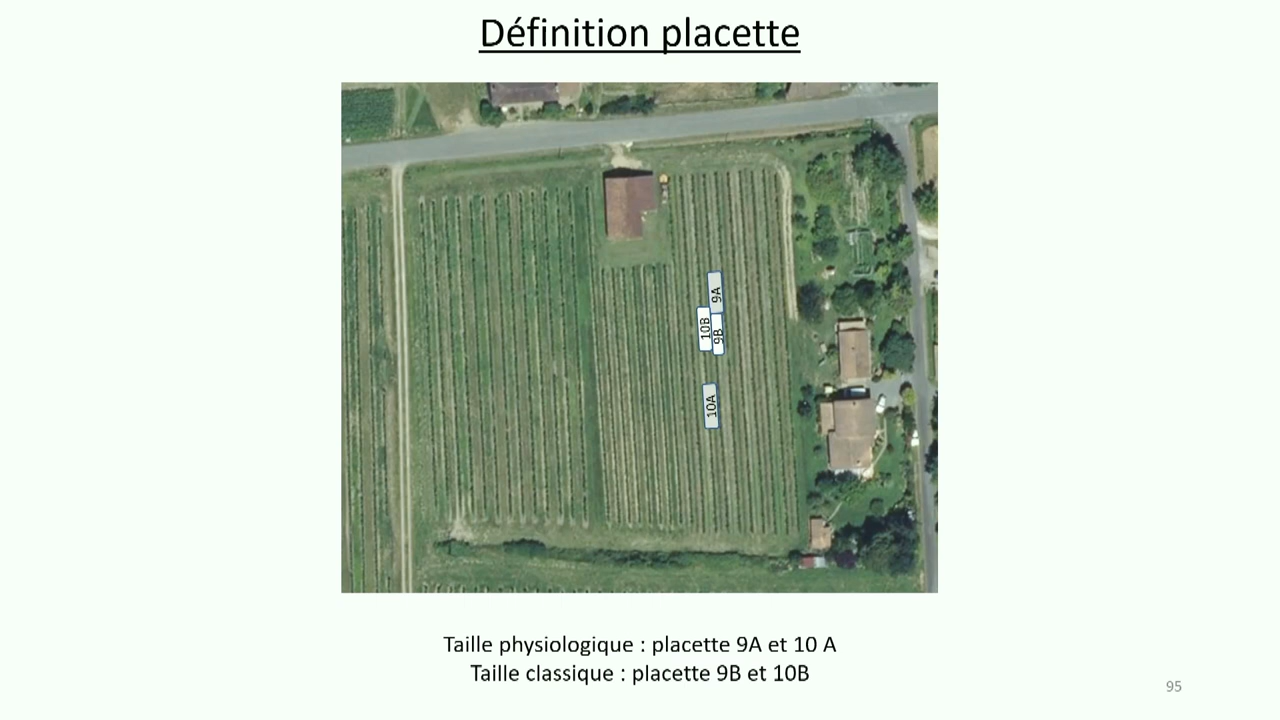 Définition placette
9A
10B
9B
10A
Taille physiologique : placette 9A et 10 A
Taille classique : placette 9B et 10B
95